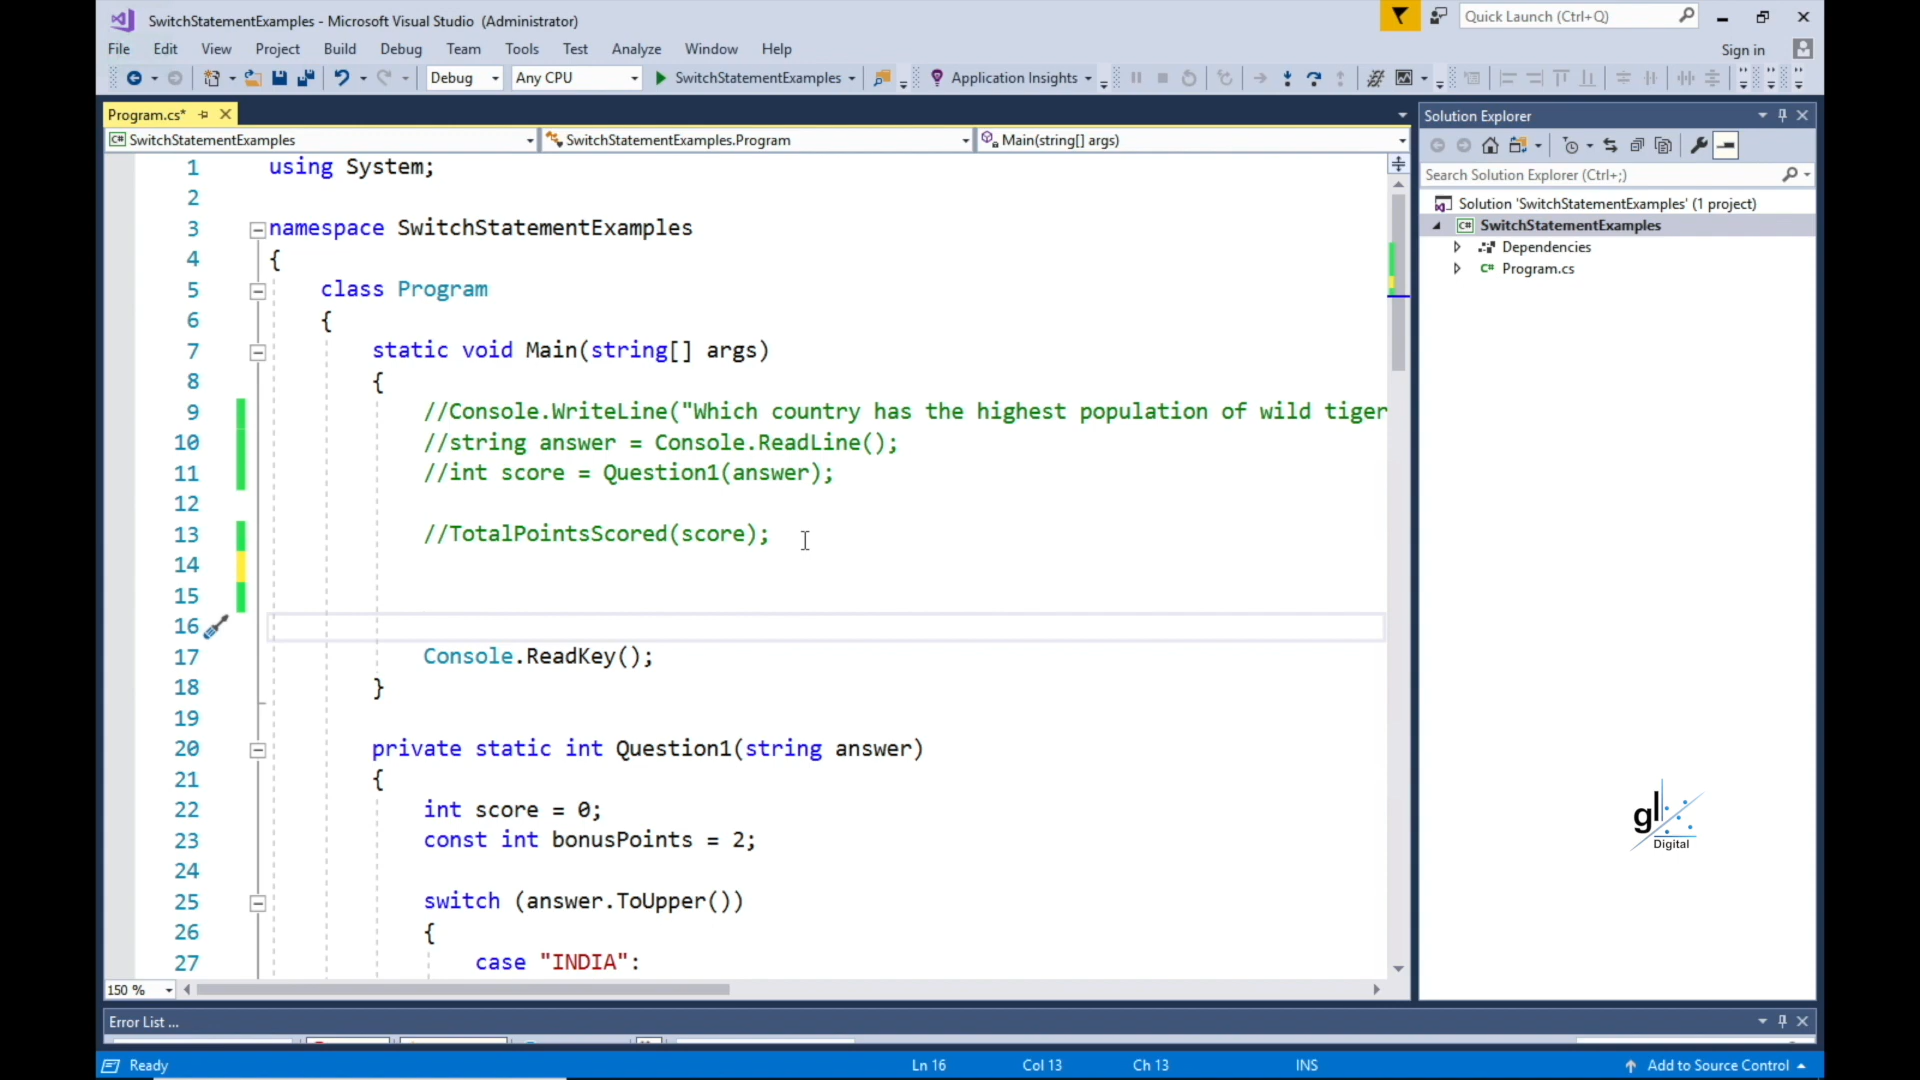 SwitchStatementExamples - Microsoft Visual Studio (Administrator)
Quick Launch (Ctrl+Q)
File Edit View Project Build Debug Team Tools Test Analyze Window Help
Sign in
Debug Any CPU SwitchStatementExamples Application Insights
Program.cs*
SwitchStatementExamples SwitchStatementExamples.Program Main(string[] args)
1 using System;
2
3 namespace SwitchStatementExamples
4 {
5 class Program
6 {
7 static void Main(string[] args)
8 {
9 //Console.WriteLine("Which country has the highest population of wild tiger
10 //string answer = Console.ReadLine();
11 //int score = Question1(answer);
12
13 //TotalPointsScored(score);
14
15
16
17 Console.ReadKey();
18 }
19
20 private static int Question1(string answer)
21 {
22 int score = 0;
23 const int bonusPoints = 2;
24
25 switch (answer.ToUpper())
26 {
27 case "INDIA":
150 %
Solution Explorer
Search Solution Explorer (Ctrl+;)
Solution 'SwitchStatementExamples' (1 project)
C# SwitchStatementExamples
Dependencies
C# Program.cs
gl
Digital
Error List ...
Ready Ln 16 Col 13 Ch 13 INS Add to Source Control